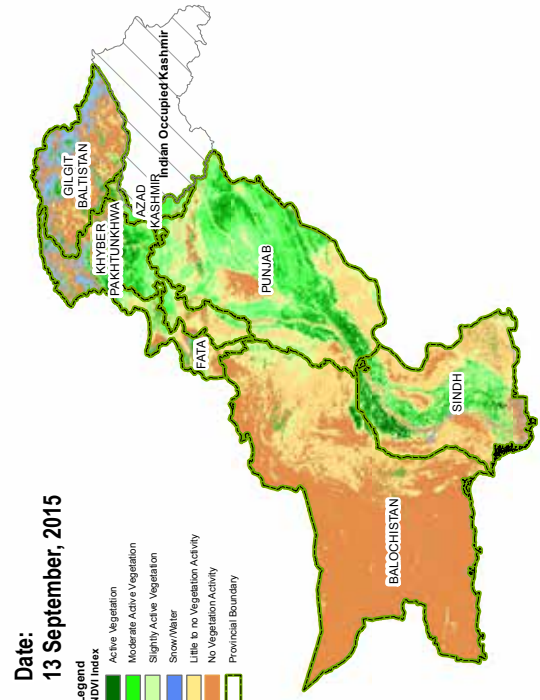 Date:
13 September, 2015
egend
NDVI Index
Active Vegetation
Moderate Active Vegetation
Slightly Active Vegetation
Snow/Water
Little to no Vegetation Activity
No Vegetation Activity
Provincial Boundary
GILGIT
BALTISTAN
KHYBER
PAKHTUNKHWA
AZAD
KASHMIR
Indian Occupied Kashmir
FATA
PUNJAB
SINDH
BALOCHISTAN